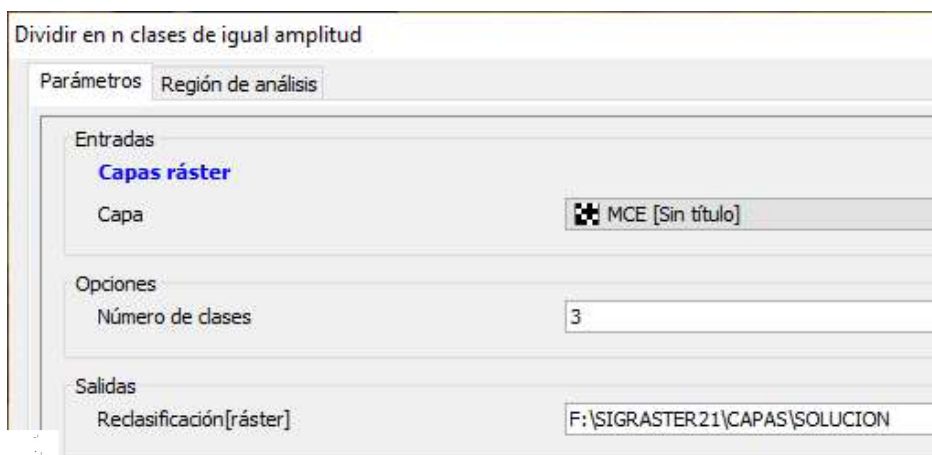 Dividir en n clases de igual amplitud
Parámetros Región de análisis
Entradas
Capas ráster
Capa MCE [Sin título]
Opciones
Número de clases 3
Salidas
Reclasificación[ráster] F:\SIGRASTER21\CAPAS\SOLUCION